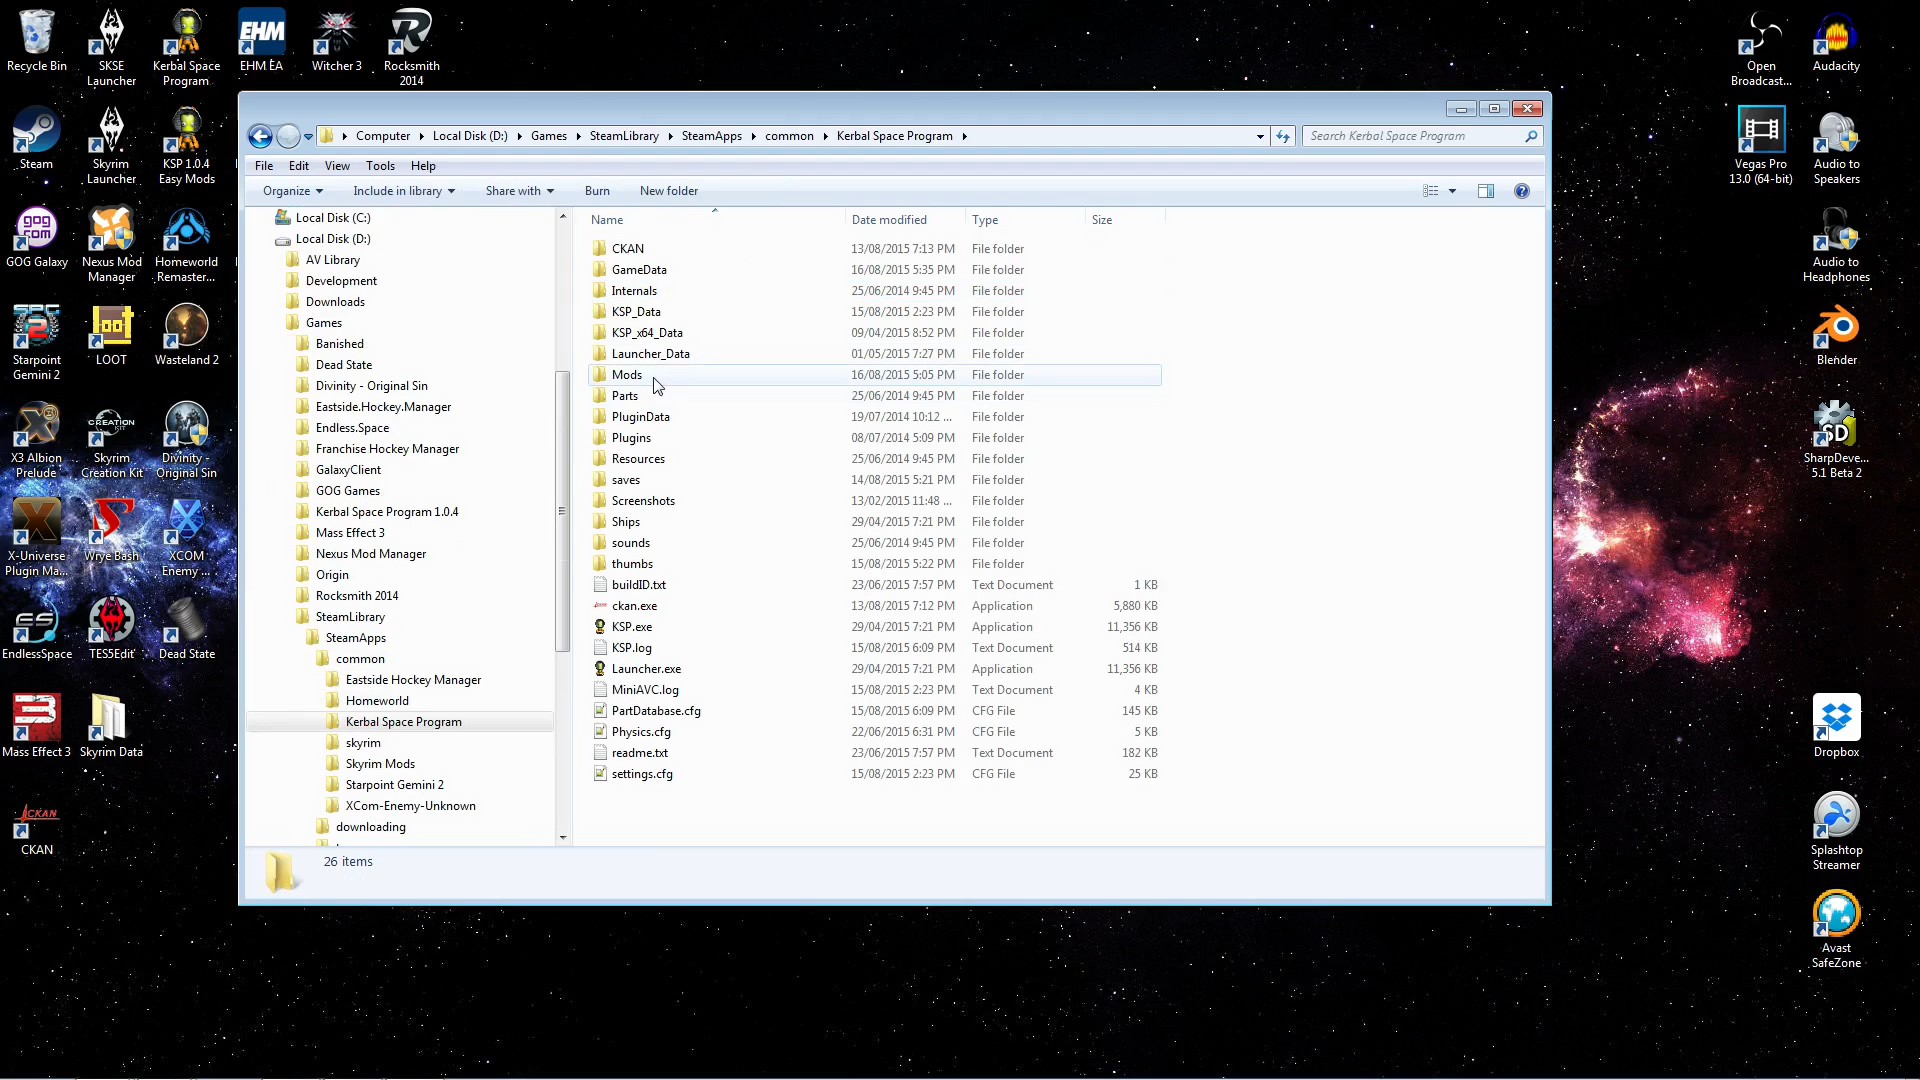 Recycle Bin
SKSE
Launcher
Kerbal Space
Program
EHM
EHM EA
Witcher 3
Rocksmith
2014
Open
Broadcast...
Audacity
Steam
Skyrim
Launcher
KSP 1.0.4
Easy Mods
Vegas Pro
13.0 (64-bit)
Audio to
Speakers
gog
com
GOG Galaxy
Nexus Mod
Manager
Homeworld
Remaster...
Audio to
Headphones
Starpoint
Gemini 2
loot
LOOT
Wasteland 2
Blender
X3 Albion
Prelude
CREATION
KIT
Skyrim
Creation Kit
Divinity -
Original Sin
SD
SharpDeve...
5.1 Beta 2
X-Universe
Plugin Ma...
Wrye Bash
XCOM
Enemy ...
ES
EndlessSpace
TES5Edit
Dead State
3
Mass Effect 3
Skyrim Data
Dropbox
CKAN
CKAN
Splashtop
Streamer
Avast
SafeZone
Computer
Local Disk (D:)
Games
SteamLibrary
SteamApps
common
Kerbal Space Program
Search Kerbal Space Program
File
Edit
View
Tools
Help
Organize
Include in library
Share with
Burn
New folder
Local Disk (C:)
Local Disk (D:)
AV Library
Development
Downloads
Games
Banished
Dead State
Divinity - Original Sin
Eastside.Hockey.Manager
Endless.Space
Franchise Hockey Manager
GalaxyClient
GOG Games
Kerbal Space Program 1.0.4
Mass Effect 3
Nexus Mod Manager
Origin
Rocksmith 2014
SteamLibrary
SteamApps
common
Eastside Hockey Manager
Homeworld
Kerbal Space Program
skyrim
Skyrim Mods
Starpoint Gemini 2
XCom-Enemy-Unknown
downloading
Name Date modified Type Size
CKAN 13/08/2015 7:13 PM File folder
GameData 16/08/2015 5:35 PM File folder
Internals 25/06/2014 9:45 PM File folder
KSP_Data 15/08/2015 2:23 PM File folder
KSP_x64_Data 09/04/2015 8:52 PM File folder
Launcher_Data 01/05/2015 7:27 PM File folder
Mods 16/08/2015 5:05 PM File folder
Parts 25/06/2014 9:45 PM File folder
PluginData 19/07/2014 10:12 ... File folder
Plugins 08/07/2014 5:09 PM File folder
Resources 25/06/2014 9:45 PM File folder
saves 14/08/2015 5:21 PM File folder
Screenshots 13/02/2015 11:48 ... File folder
Ships 29/04/2015 7:21 PM File folder
sounds 25/06/2014 9:45 PM File folder
thumbs 15/08/2015 5:22 PM File folder
buildID.txt 23/06/2015 7:57 PM Text Document 1 KB
ckan.exe 13/08/2015 7:12 PM Application 5,880 KB
KSP.exe 29/04/2015 7:21 PM Application 11,356 KB
KSP.log 15/08/2015 6:09 PM Text Document 514 KB
Launcher.exe 29/04/2015 7:21 PM Application 11,356 KB
MiniAVC.log 15/08/2015 2:23 PM Text Document 4 KB
PartDatabase.cfg 15/08/2015 6:09 PM CFG File 145 KB
Physics.cfg 22/06/2015 6:31 PM CFG File 5 KB
readme.txt 23/06/2015 7:57 PM Text Document 182 KB
settings.cfg 15/08/2015 2:23 PM CFG File 25 KB
26 items